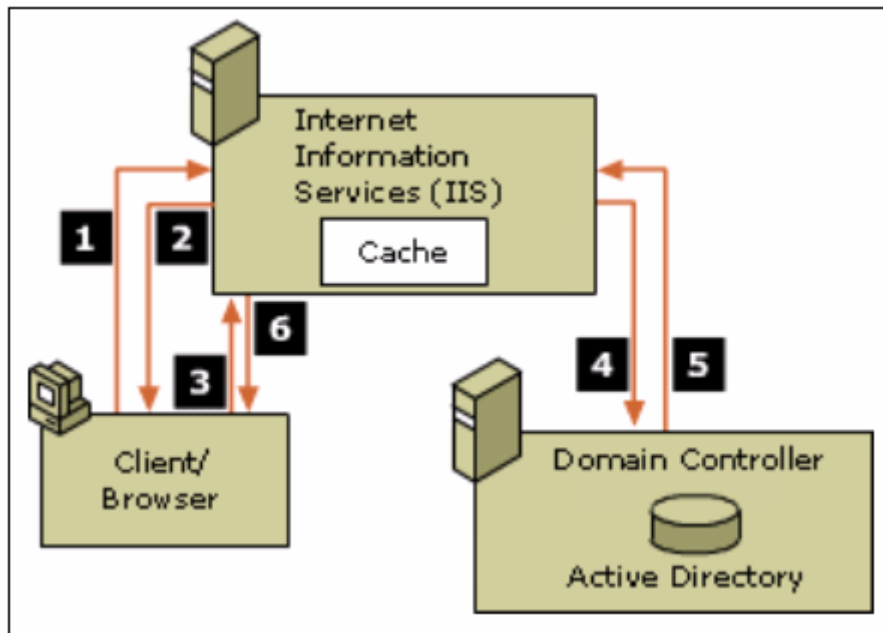 Internet
Information
Services (IIS)
Cache
1
2
6
3
4
5
Client/
Browser
Domain Controller
Active Directory